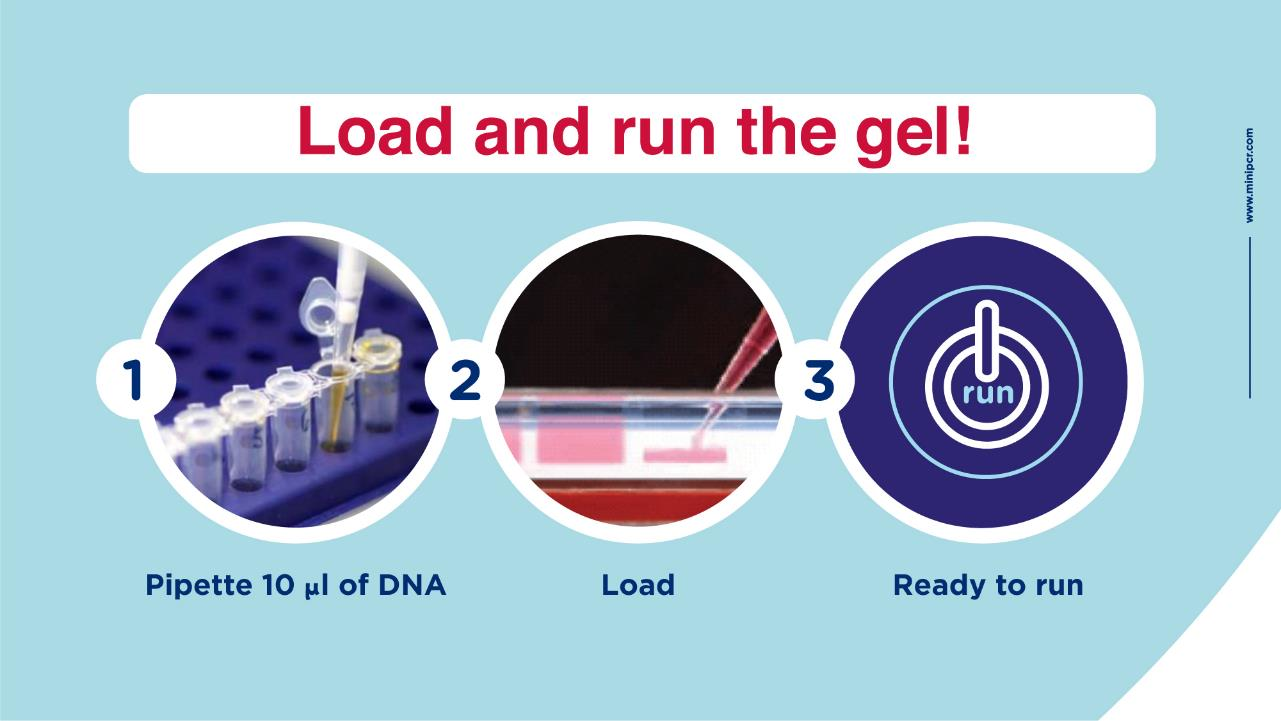 Load and run the gel!
www.minipcr.com
1
2
3
run
Pipette 10 µl of DNA
Load
Ready to run